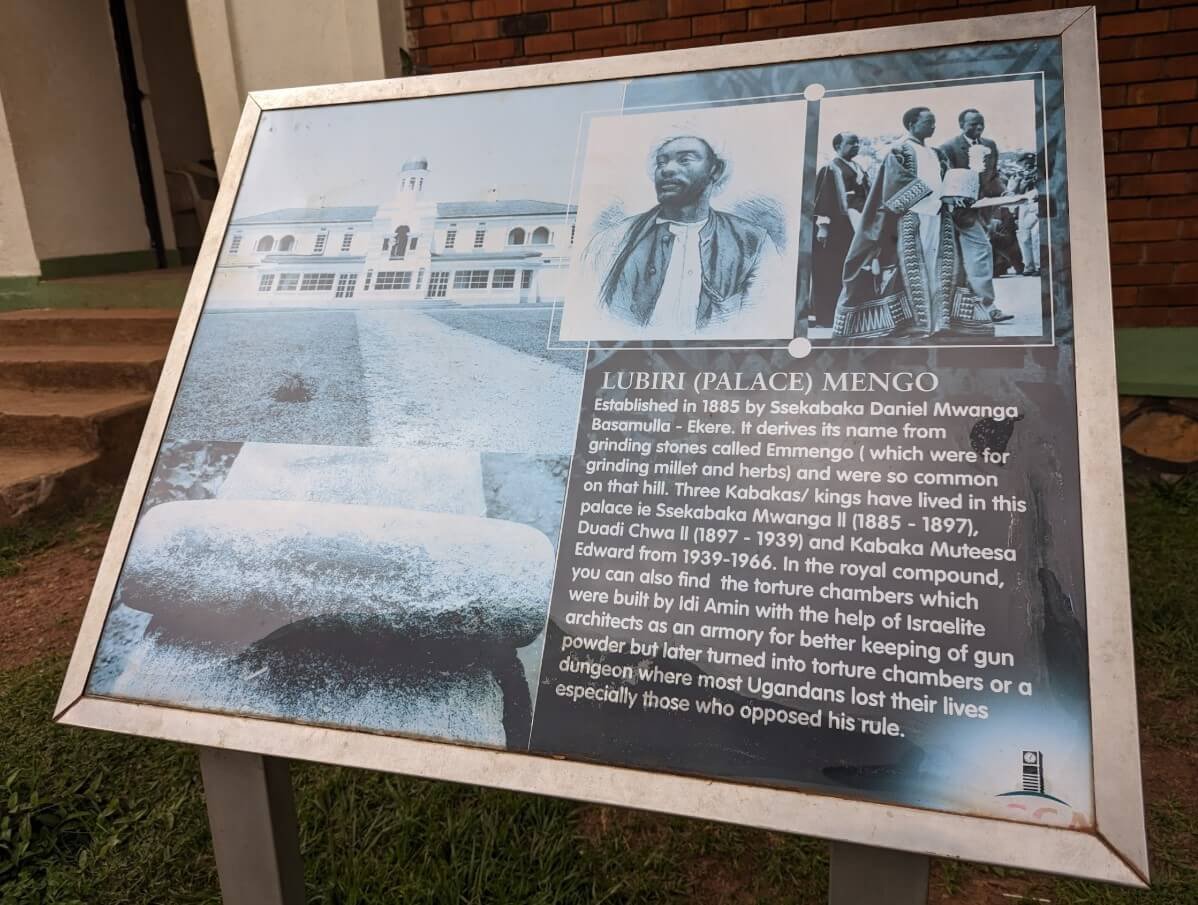 LUBIRI (PALACE) MENGO
Established in 1885 by Ssekabaka Daniel Mwanga
Basamulla - Ekere. It derives its name from
grinding stones called Emmengo ( which were for
grinding millet and herbs) and were so common
on that hill. Three Kabakas/ kings have lived in this
palace ie Ssekabaka Mwanga ll (1885 - 1897),
Duadi Chwa ll (1897 - 1939) and Kabaka Muteesa
Edward from 1939-1966. In the royal compound,
you can also find the torture chambers which
were built by Idi Amin with the help of Israelite
architects as an armory for better keeping of gun
powder but later turned into torture chambers or a
dungeon where most Ugandans lost their lives
especially those who opposed his rule.